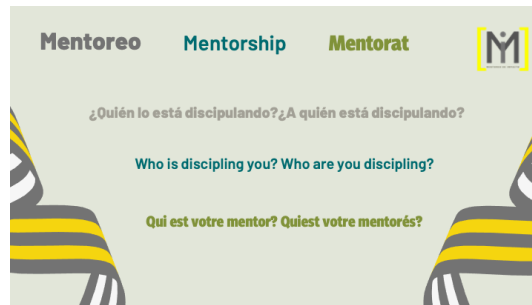 Mentoreo Mentorship Mentorat
¿Quién lo está discipulando?¿A quién está discipulando?
Who is discipling you? Who are you discipling?
Qui est votre mentor? Quiest votre mentorés?